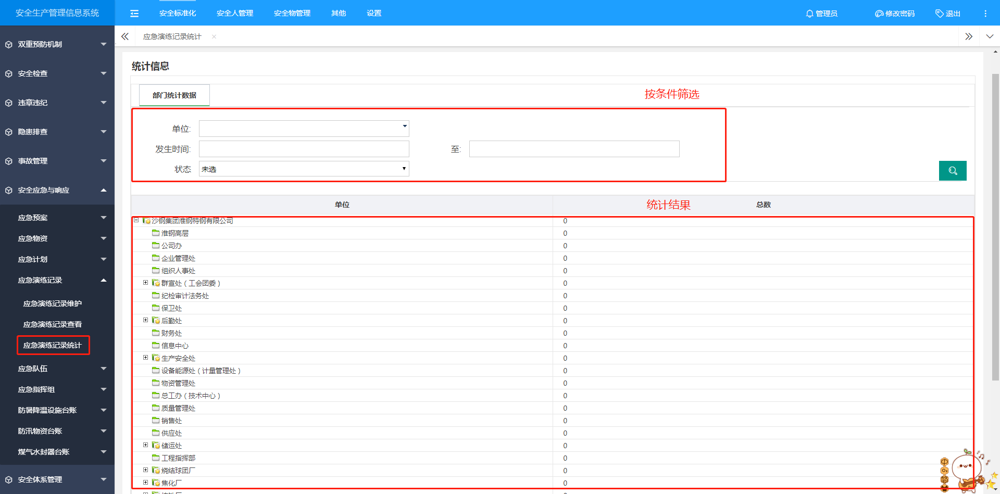 安全生产管理信息系统
安全标准化
安全人管理
安全物管理
其他
设置
管理员
修改密码
退出
应急演练记录统计
双重预防机制
安全检查
违章违纪
隐患排查
事故管理
安全应急与响应
应急预案
应急物资
应急计划
应急演练记录
应急演练记录维护
应急演练记录查看
应急演练记录统计
应急队伍
应急指挥组
防暑降温设施台账
防汛物资台账
煤气水封器台账
安全体系管理
统计信息
部门统计数据
按条件筛选
单位:
发生时间:
至:
状态
未选
单位
统计结果
总数
沙钢集团淮钢特钢有限公司 0
淮钢高层 0
公司办 0
企业管理处 0
组织人事处 0
群宣处（工会团委） 0
纪检审计法务处 0
保卫处 0
后勤处 0
财务处 0
信息中心 0
生产安全处 0
设备能源处（计量管理处） 0
物资管理处 0
总工办（技术中心） 0
质量管理处 0
销售处 0
供应处 0
储运处 0
工程指挥部 0
烧结球团厂 0
焦化厂 0
中
简